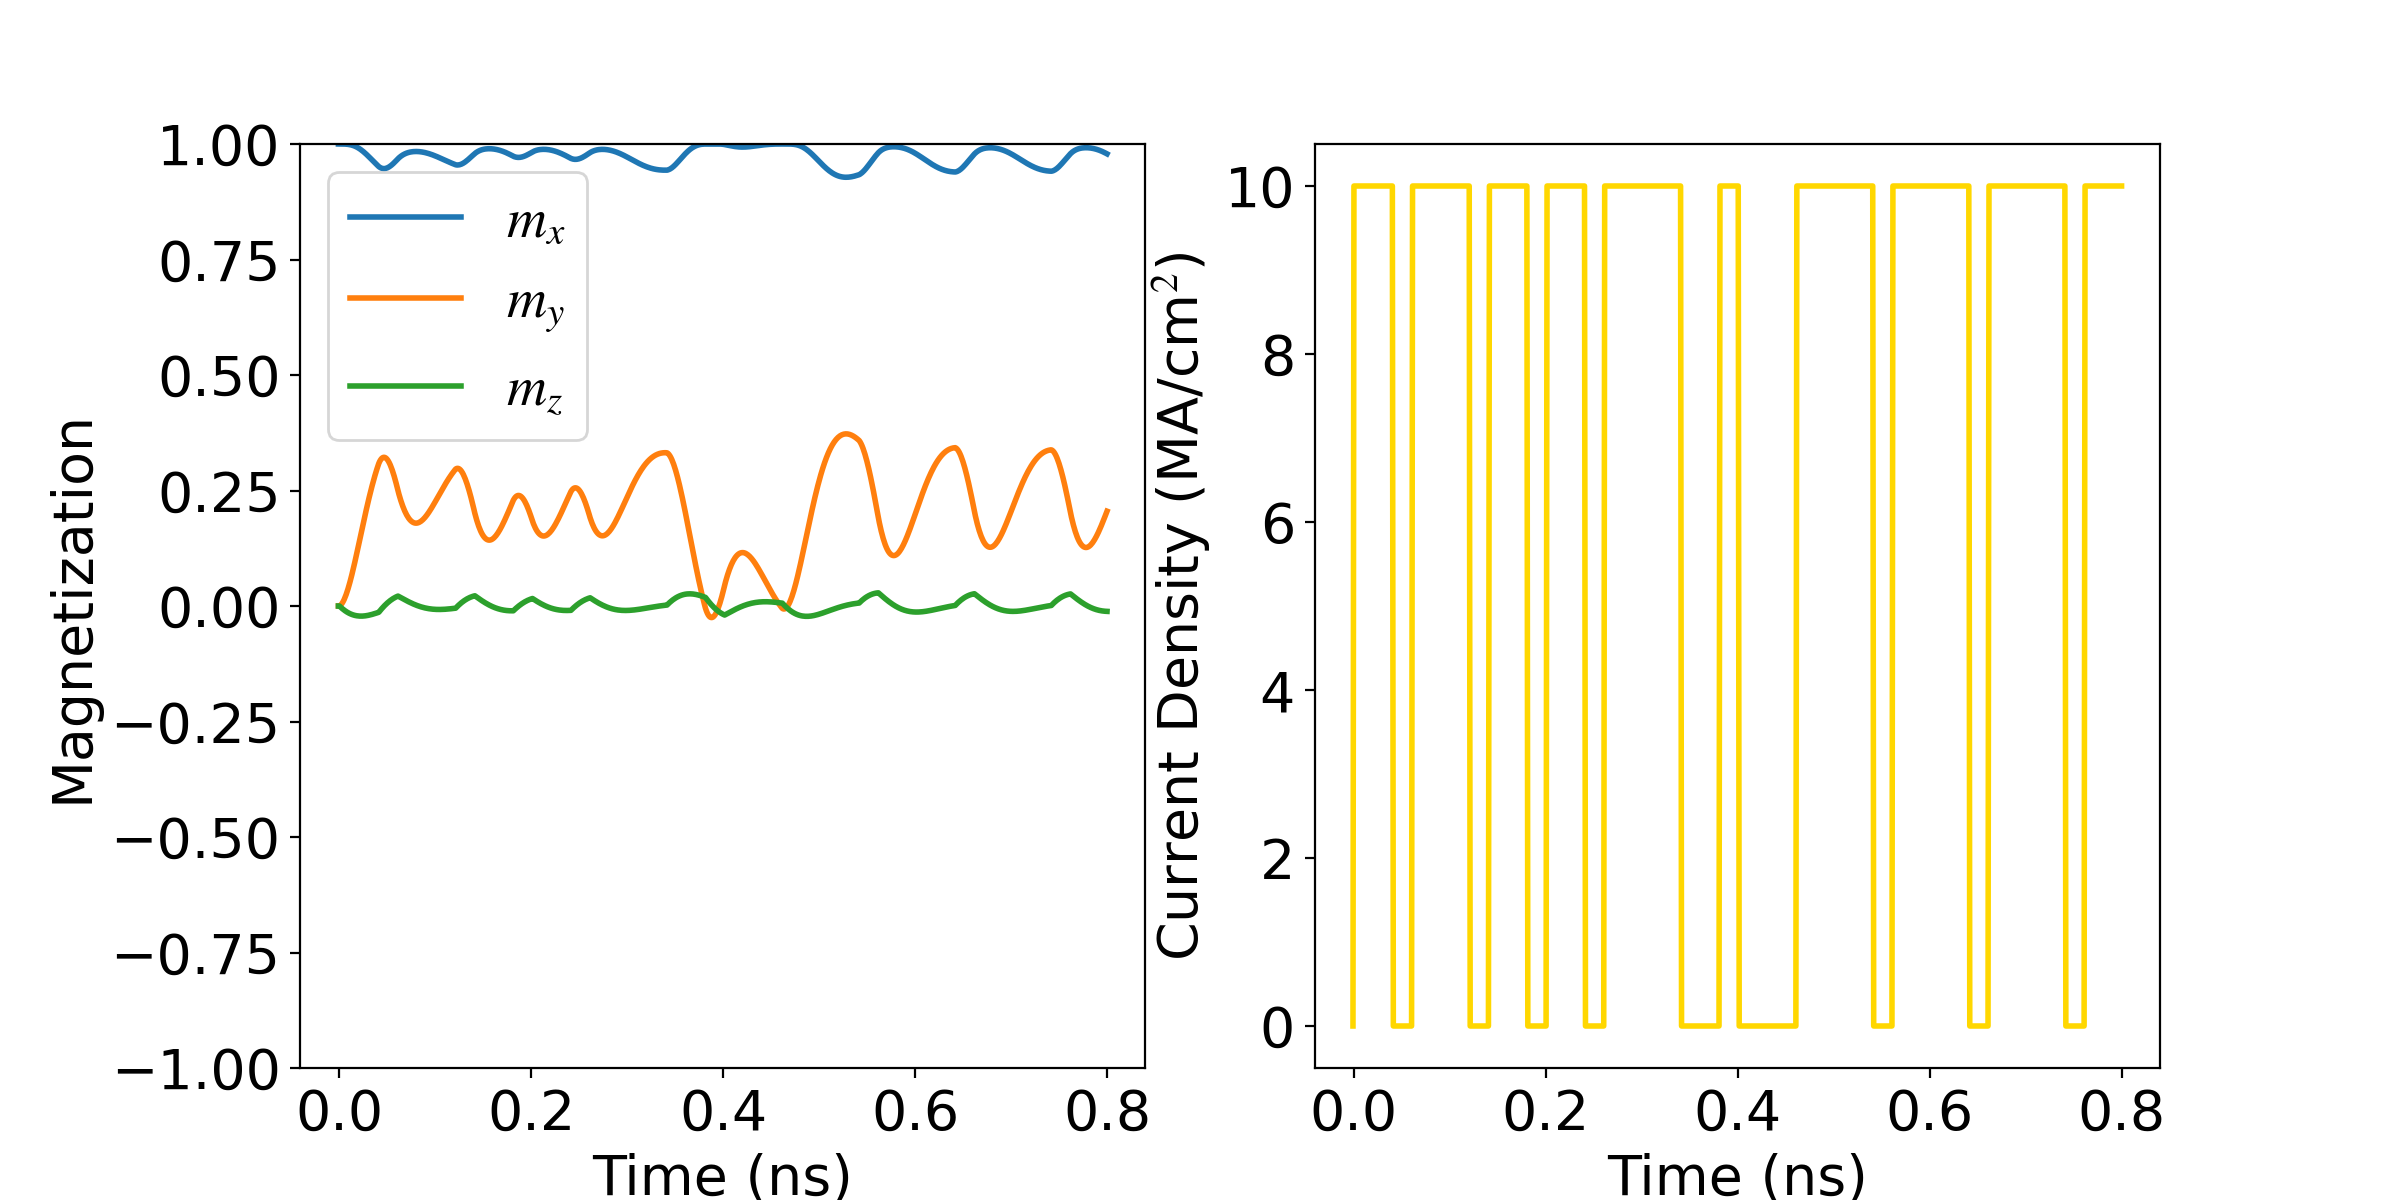 1.00
0.75
0.50
0.25
0.00
−0.25
−0.50
−0.75
−1.00
Magnetization
m_x
m_y
m_z
0.0 0.2 0.4 0.6 0.8
Time (ns)
10
8
6
4
2
0
Current Density (MA/cm²)
0.0 0.2 0.4 0.6 0.8
Time (ns)